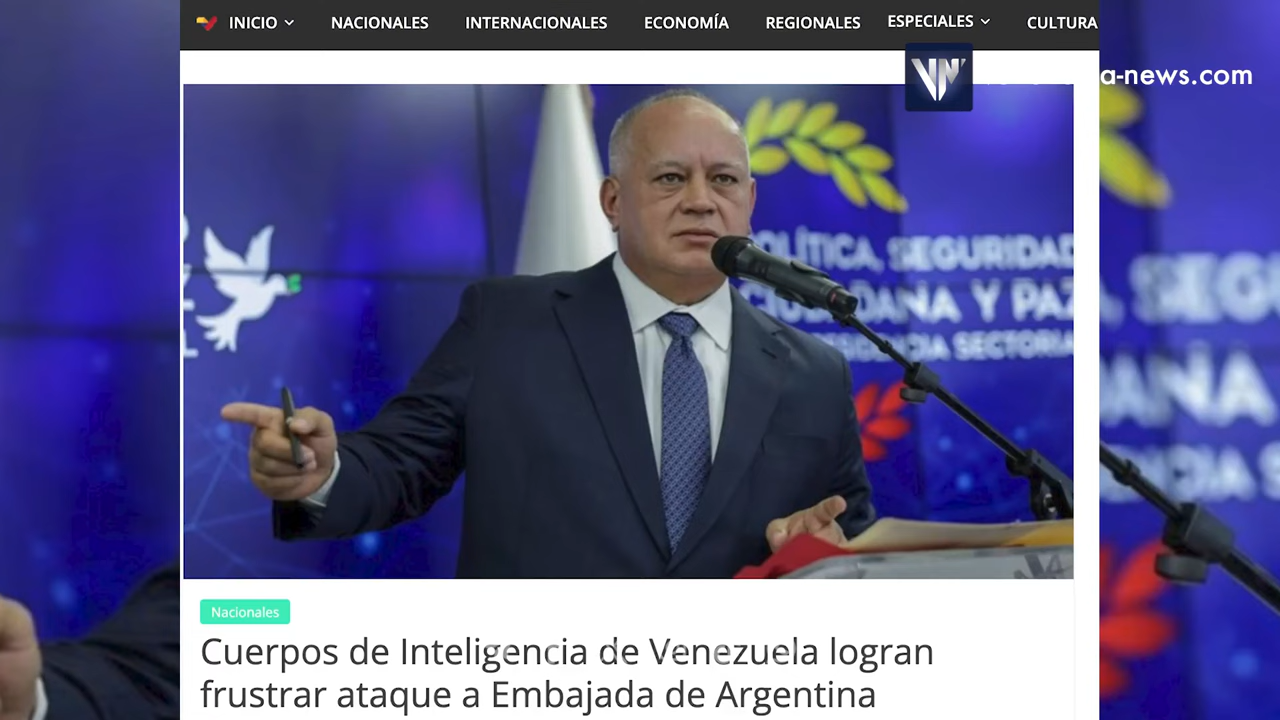 INICIO
NACIONALES
INTERNACIONALES
ECONOMÍA
REGIONALES
ESPECIALES
CULTURA
VN
a-news.com
POLÍTICA, SEGURIDAD
CIUDADANA Y PAZ
Nacionales
Cuerpos de Inteligencia de Venezuela logran
frustrar ataque a Embajada de Argentina